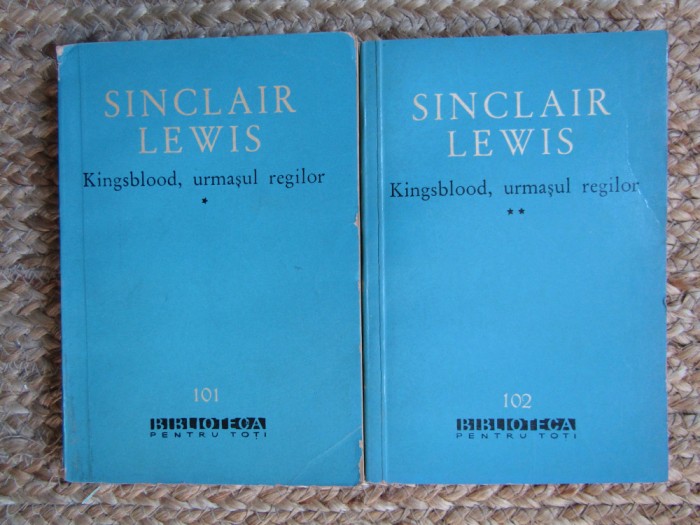 SINCLAIR
LEWIS
Kingsblood, urmașul regilor
*
101
BIBLIOTECA
PENTRU TOȚI
SINCLAIR
LEWIS
Kingsblood, urmașul regilor
**
102
BIBLIOTECA
PENTRU TOȚI